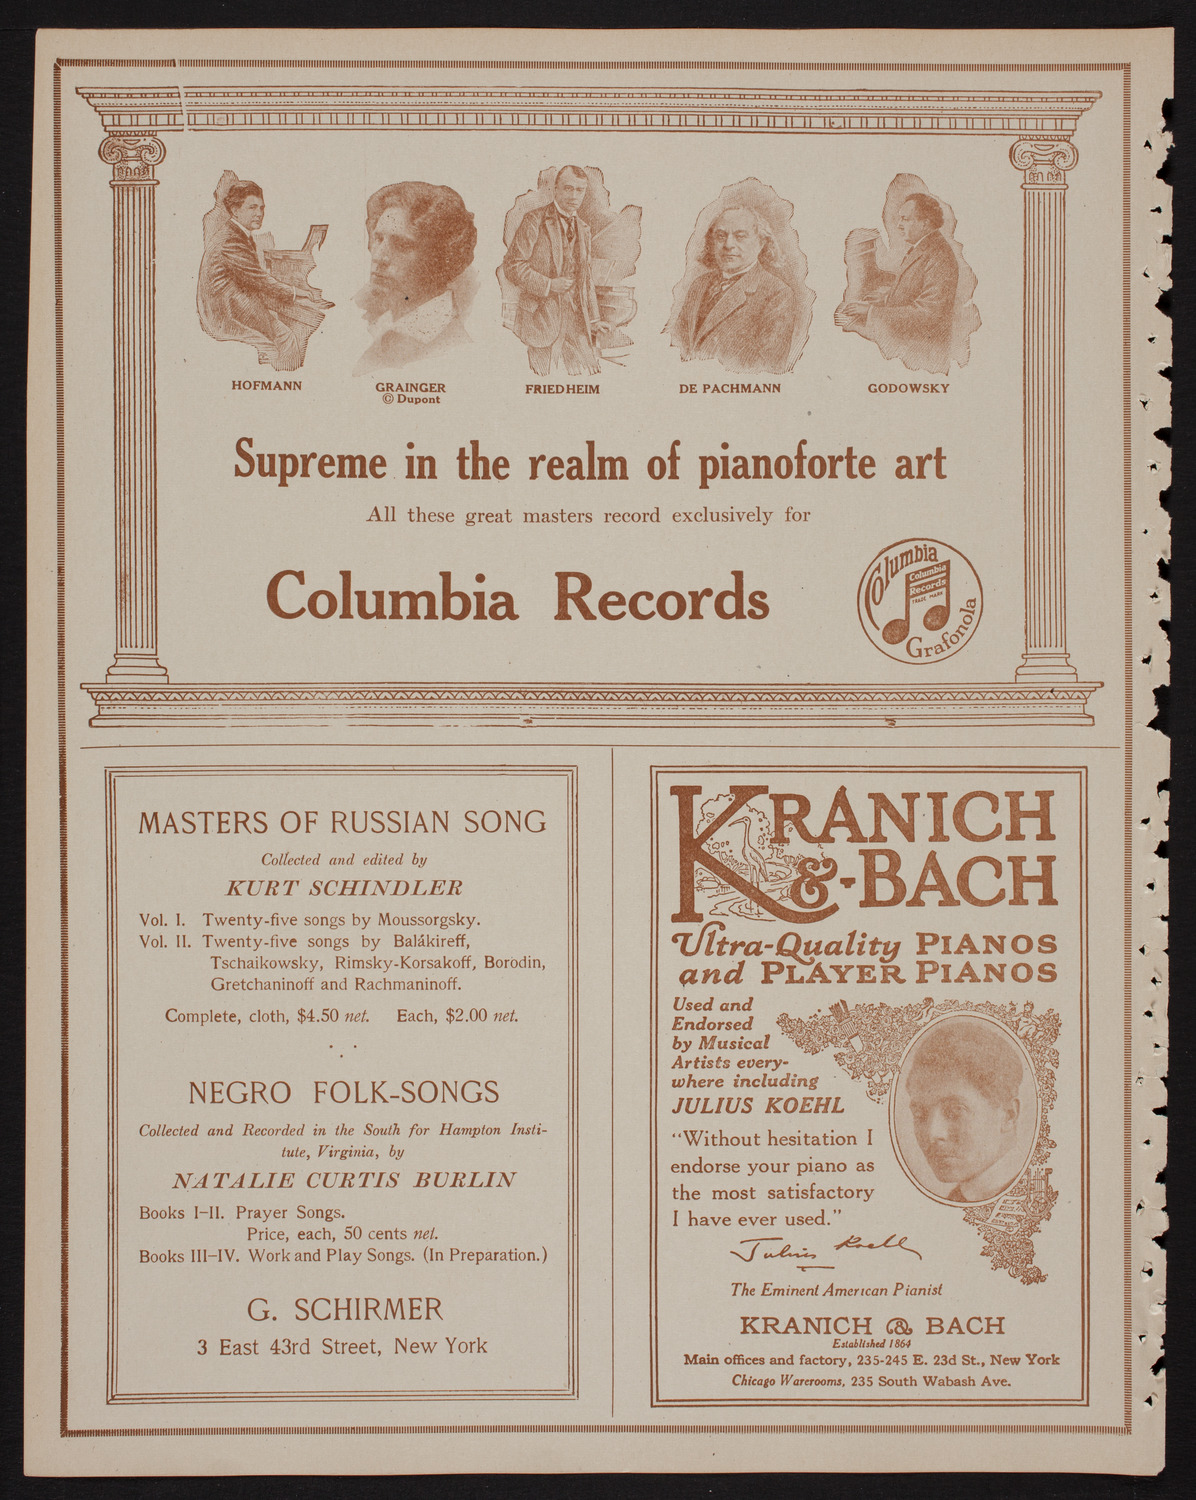 HOFMANN
GRAINGER
© Dupont
FRIEDHEIM
DE PACHMANN
GODOWSKY
Supreme in the realm of pianoforte art
All these great masters record exclusively for
Columbia Records
Columbia
Columbia
Records
TRADE MARK
Grafonola
MASTERS OF RUSSIAN SONG
Collected and edited by
KURT SCHINDLER
Vol. I. Twenty-five songs by Moussorgsky.
Vol. II. Twenty-five songs by Balákireff,
Tschaikowsky, Rimsky-Korsakoff, Borodin,
Gretchaninoff and Rachmaninoff.
Complete, cloth, $4.50 net. Each, $2.00 net.
NEGRO FOLK-SONGS
Collected and Recorded in the South for Hampton Insti-
tute, Virginia, by
NATALIE CURTIS BURLIN
Books I–II. Prayer Songs.
Price, each, 50 cents net.
Books III–IV. Work and Play Songs. (In Preparation.)
G. SCHIRMER
3 East 43rd Street, New York
KRANICH
&-BACH
Ultra-Quality PIANOS
and PLAYER PIANOS
Used and
Endorsed
by Musical
Artists every-
where including
JULIUS KOEHL
“Without hesitation I
endorse your piano as
the most satisfactory
I have ever used.”
Julius Koehl
The Eminent American Pianist
KRANICH & BACH
Established 1864
Main offices and factory, 235-245 E. 23d St., New York
Chicago Warerooms, 235 South Wabash Ave.